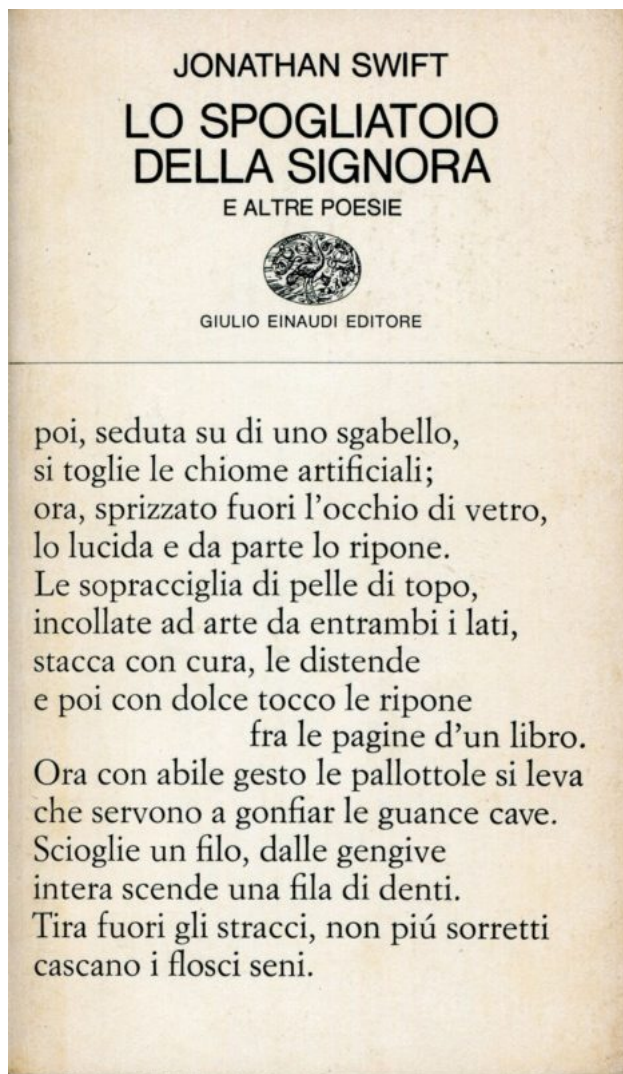 JONATHAN SWIFT
LO SPOGLIATOIO
DELLA SIGNORA
E ALTRE POESIE
GIULIO EINAUDI EDITORE
poi, seduta su di uno sgabello,
si toglie le chiome artificiali;
ora, sprizzato fuori l'occhio di vetro,
lo lucida e da parte lo ripone.
Le sopracciglia di pelle di topo,
incollate ad arte da entrambi i lati,
stacca con cura, le distende
e poi con dolce tocco le ripone
fra le pagine d'un libro.
Ora con abile gesto le pallottole si leva
che servono a gonfiar le guance cave.
Scioglie un filo, dalle gengive
intera scende una fila di denti.
Tira fuori gli stracci, non piú sorretti
cascano i flosci seni.